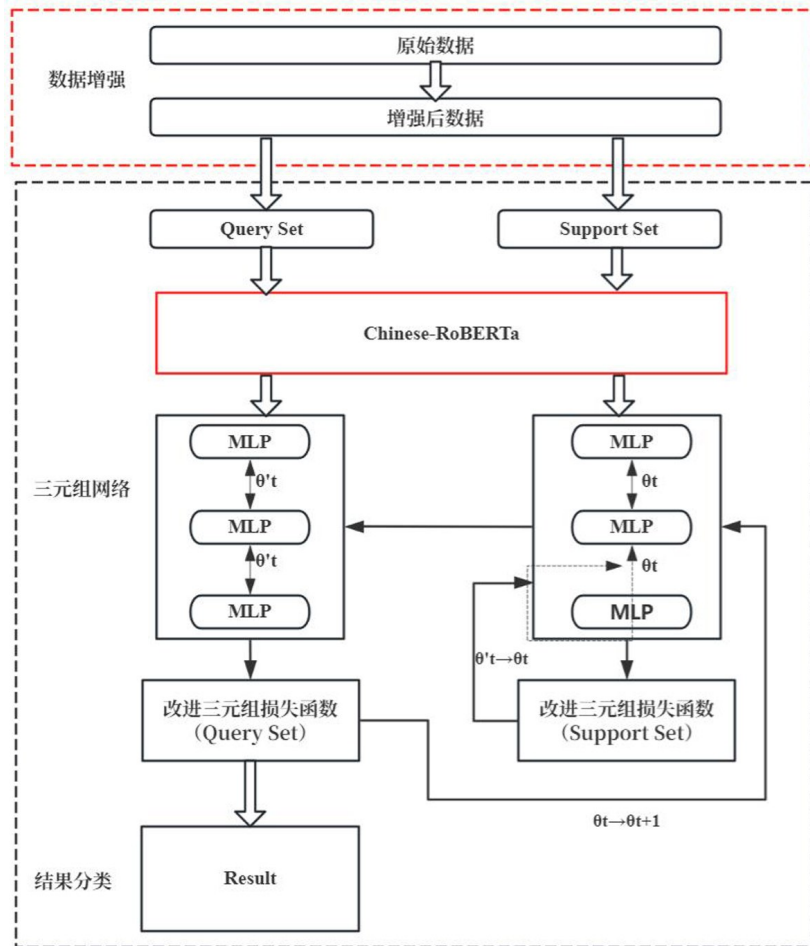 原始数据
数据增强
增强后数据
Query Set
Support Set
Chinese-RoBERTa
MLP
θ't
MLP
θ't
MLP
MLP
θt
MLP
θt
MLP
三元组网络
θ't→θt
改进三元组损失函数
（Query Set）
改进三元组损失函数
（Support Set）
θt→θt+1
Result
结果分类